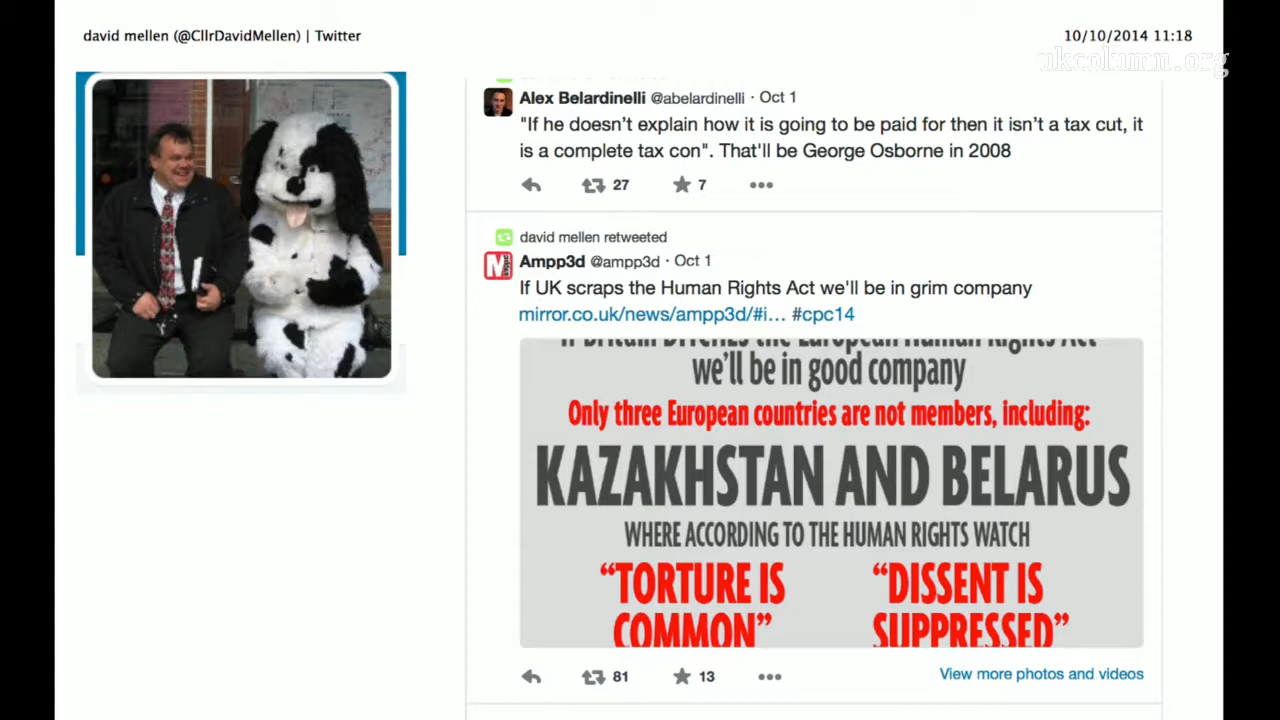 david mellen (@CllrDavidMellen) | Twitter
10/10/2014 11:18
ukcolumn.org
Alex Belardinelli @abelardinelli · Oct 1
"If he doesn't explain how it is going to be paid for then it isn't a tax cut, it
is a complete tax con". That'll be George Osborne in 2008
27
7
david mellen retweeted
Ampp3d @ampp3d · Oct 1
If UK scraps the Human Rights Act we'll be in grim company
mirror.co.uk/news/ampp3d/#i… #cpc14
If Britain DITCHES the European Human Rights Act
we'll be in good company
Only three European countries are not members, including:
KAZAKHSTAN AND BELARUS
WHERE ACCORDING TO THE HUMAN RIGHTS WATCH
“TORTURE IS
COMMON”
“DISSENT IS
SUPPRESSED”
81
13
View more photos and videos